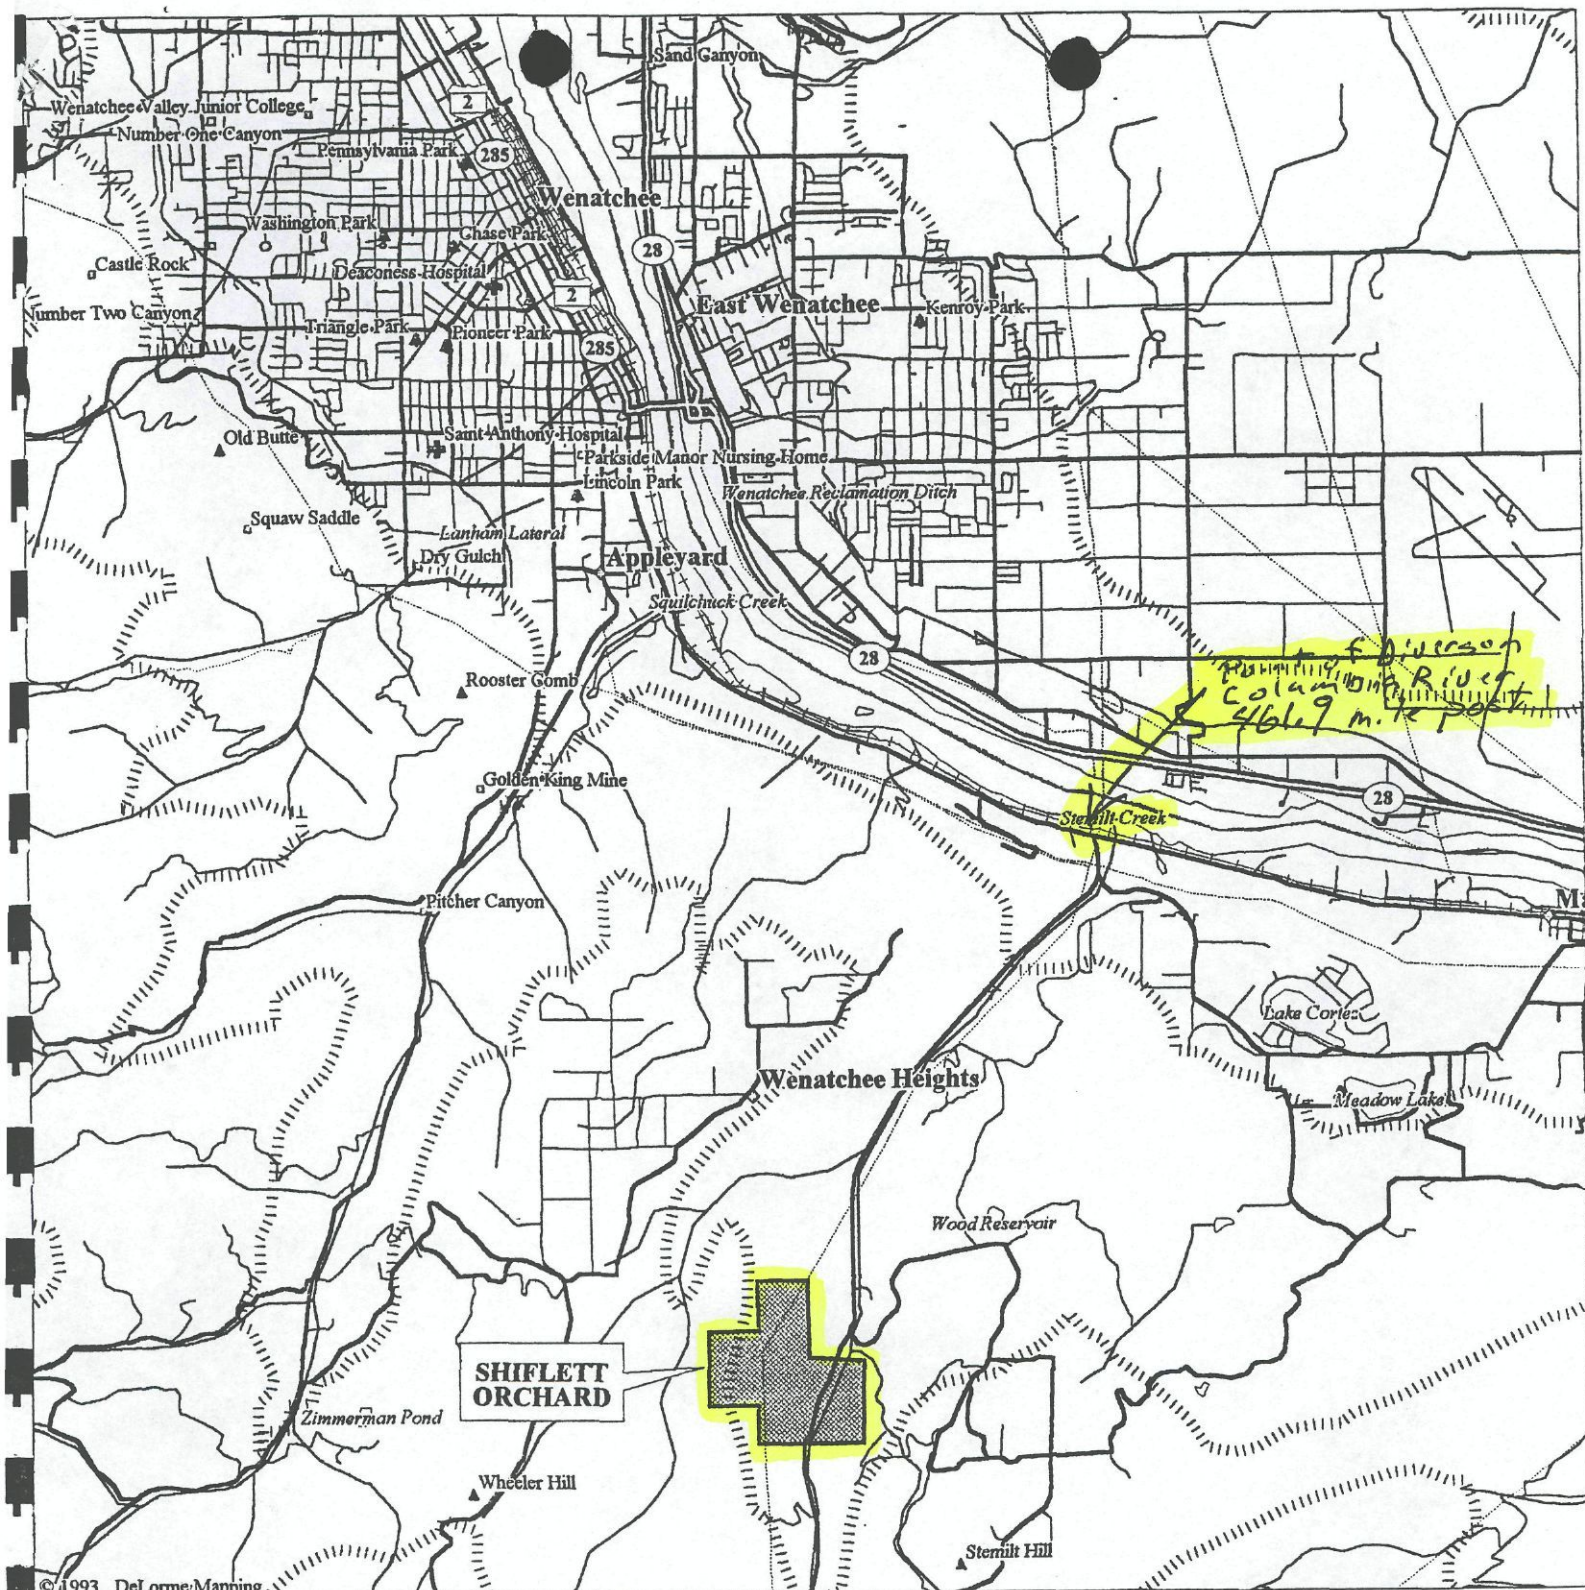 Sand Canyon
Wenatchee Valley Junior College
2
Number One Canyon
Pennsylvania Park
285
Wenatchee
Washington Park
Chase Park
28
Castle Rock
Deaconess Hospital
2
East Wenatchee
Kenroy Park
Number Two Canyon
Triangle Park
Pioneer Park
285
Old Butte
Saint Anthony Hospital
Parkside Manor Nursing Home
Lincoln Park
Wenatchee Reclamation Ditch
Squaw Saddle
Lanham Lateral
Dry Gulch
Appleyard
Squilchuck Creek
28
Point of Diverson
Columbia River
461.9 mile post
Rooster Comb
Golden King Mine
28
Stemilt Creek
Pitcher Canyon
Ma
Lake Cortez
Wenatchee Heights
Meadow Lake
Wood Reservoir
SHIFLETT
ORCHARD
Zimmerman Pond
Wheeler Hill
Stemilt Hill
© 1993 DeLorme Mapping